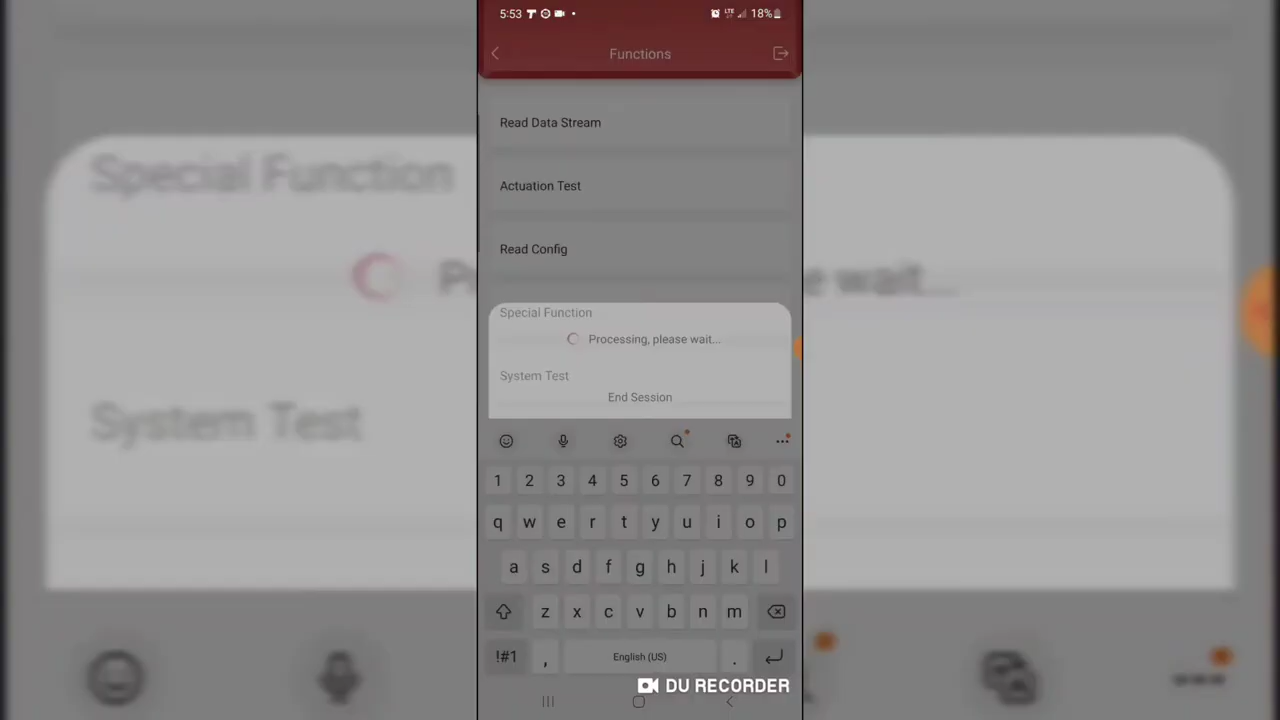 5:53
LTE
18%
Functions
Read Data Stream
Actuation Test
Read Config
Special Function
Processing, please wait...
System Test
End Session
1 2 3 4 5 6 7 8 9 0
q w e r t y u i o p
a s d f g h j k l
z x c v b n m
!#1 , English (US) .
DU RECORDER
Special Function
e wait...
System Test